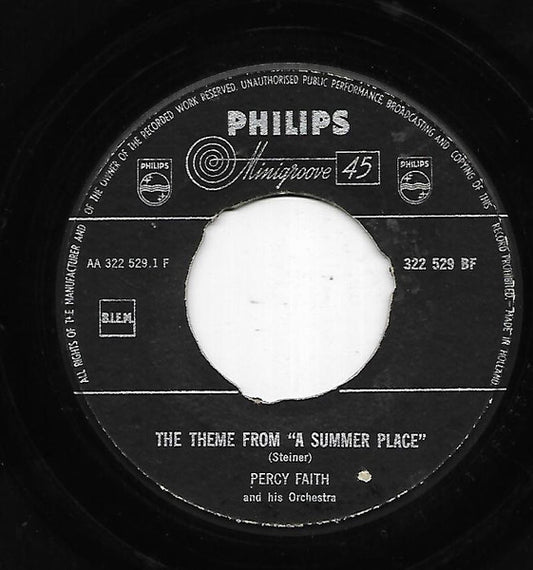 ALL RIGHTS OF THE MANUFACTURER AND OF THE OWNER OF THE RECORDED WORK RESERVED. UNAUTHORISED PUBLIC PERFORMANCE, BROADCASTING AND COPYING OF THIS RECORD PROHIBITED. - "MADE IN HOLLAND.
PHILIPS
Minigroove 45
PHILIPS
PHILIPS
AA 322 529.1 F
322 529 BF
B.I.E.M.
THE THEME FROM "A SUMMER PLACE"
(Steiner)
PERCY FAITH
and his Orchestra